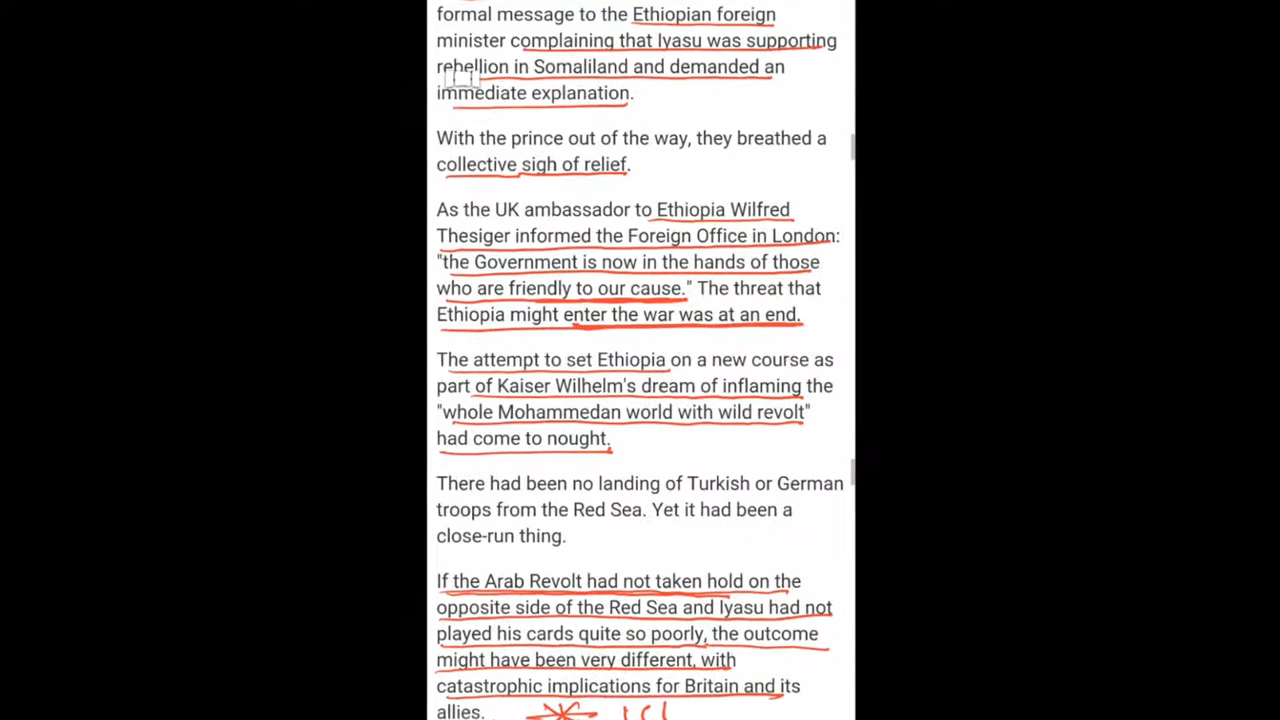 formal message to the Ethiopian foreign
minister complaining that Iyasu was supporting
rebellion in Somaliland and demanded an
immediate explanation.
With the prince out of the way, they breathed a
collective sigh of relief.
As the UK ambassador to Ethiopia Wilfred
Thesiger informed the Foreign Office in London:
"the Government is now in the hands of those
who are friendly to our cause." The threat that
Ethiopia might enter the war was at an end.
The attempt to set Ethiopia on a new course as
part of Kaiser Wilhelm's dream of inflaming the
"whole Mohammedan world with wild revolt"
had come to nought.
There had been no landing of Turkish or German
troops from the Red Sea. Yet it had been a
close-run thing.
If the Arab Revolt had not taken hold on the
opposite side of the Red Sea and Iyasu had not
played his cards quite so poorly, the outcome
might have been very different, with
catastrophic implications for Britain and its
allies.